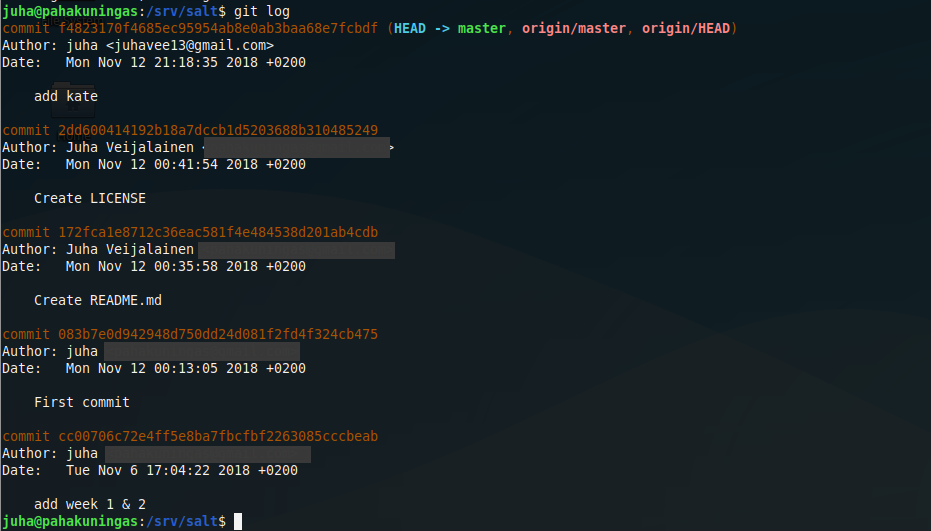 juha@pahakuningas:/srv/salt$ git log
commit f4823170f4685ec95954ab8e0ab3baa68e7fcbdf (HEAD -> master, origin/master, origin/HEAD)
Author: juha <juhavee13@gmail.com>
Date:   Mon Nov 12 21:18:35 2018 +0200
add kate
commit 2dd600414192b18a7dccb1d5203688b310485249
Author: Juha Veijalainen < >
Date:   Mon Nov 12 00:41:54 2018 +0200
Create LICENSE
commit 172fca1e8712c36eac581f4e484538d201ab4cdb
Author: Juha Veijalainen
Date:   Mon Nov 12 00:35:58 2018 +0200
Create README.md
commit 083b7e0d942948d750dd24d081f2fd4f324cb475
Author: juha
Date:   Mon Nov 12 00:13:05 2018 +0200
First commit
commit cc00706c72e4ff5e8ba7fbcfbf2263085cccbeab
Author: juha
Date:   Tue Nov 6 17:04:22 2018 +0200
add week 1 & 2
juha@pahakuningas:/srv/salt$